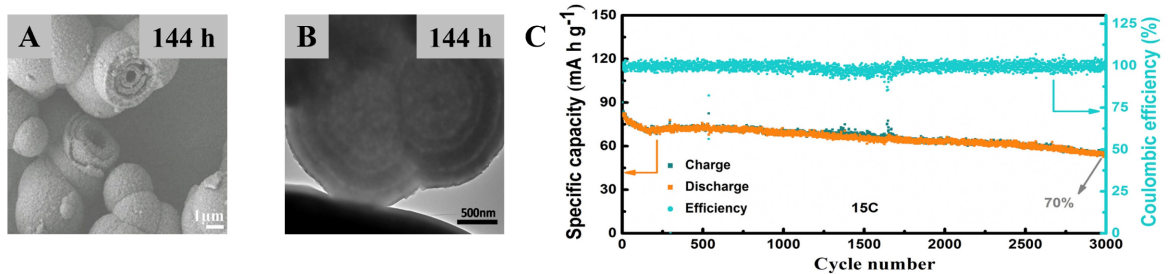 A
144 h
1μm
B
144 h
500nm
C
Specific capacity (mA h g⁻¹)
150
120
90
60
30
0
Charge
Discharge
Efficiency
15C
70%
0
500
1000
1500
2000
2500
3000
Cycle number
125
100
75
50
25
0
Coulombic efficiency (%)